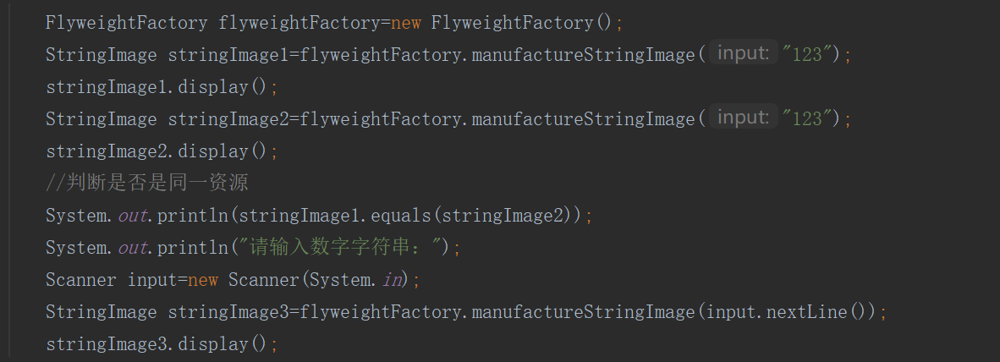 FlyweightFactory flyweightFactory=new FlyweightFactory();
StringImage stringImage1=flyweightFactory.manufactureStringImage( input: "123");
stringImage1.display();
StringImage stringImage2=flyweightFactory.manufactureStringImage( input: "123");
stringImage2.display();
//判断是否是同一资源
System.out.println(stringImage1.equals(stringImage2));
System.out.println("请输入数字字符串：");
Scanner input=new Scanner(System.in);
StringImage stringImage3=flyweightFactory.manufactureStringImage(input.nextLine());
stringImage3.display();